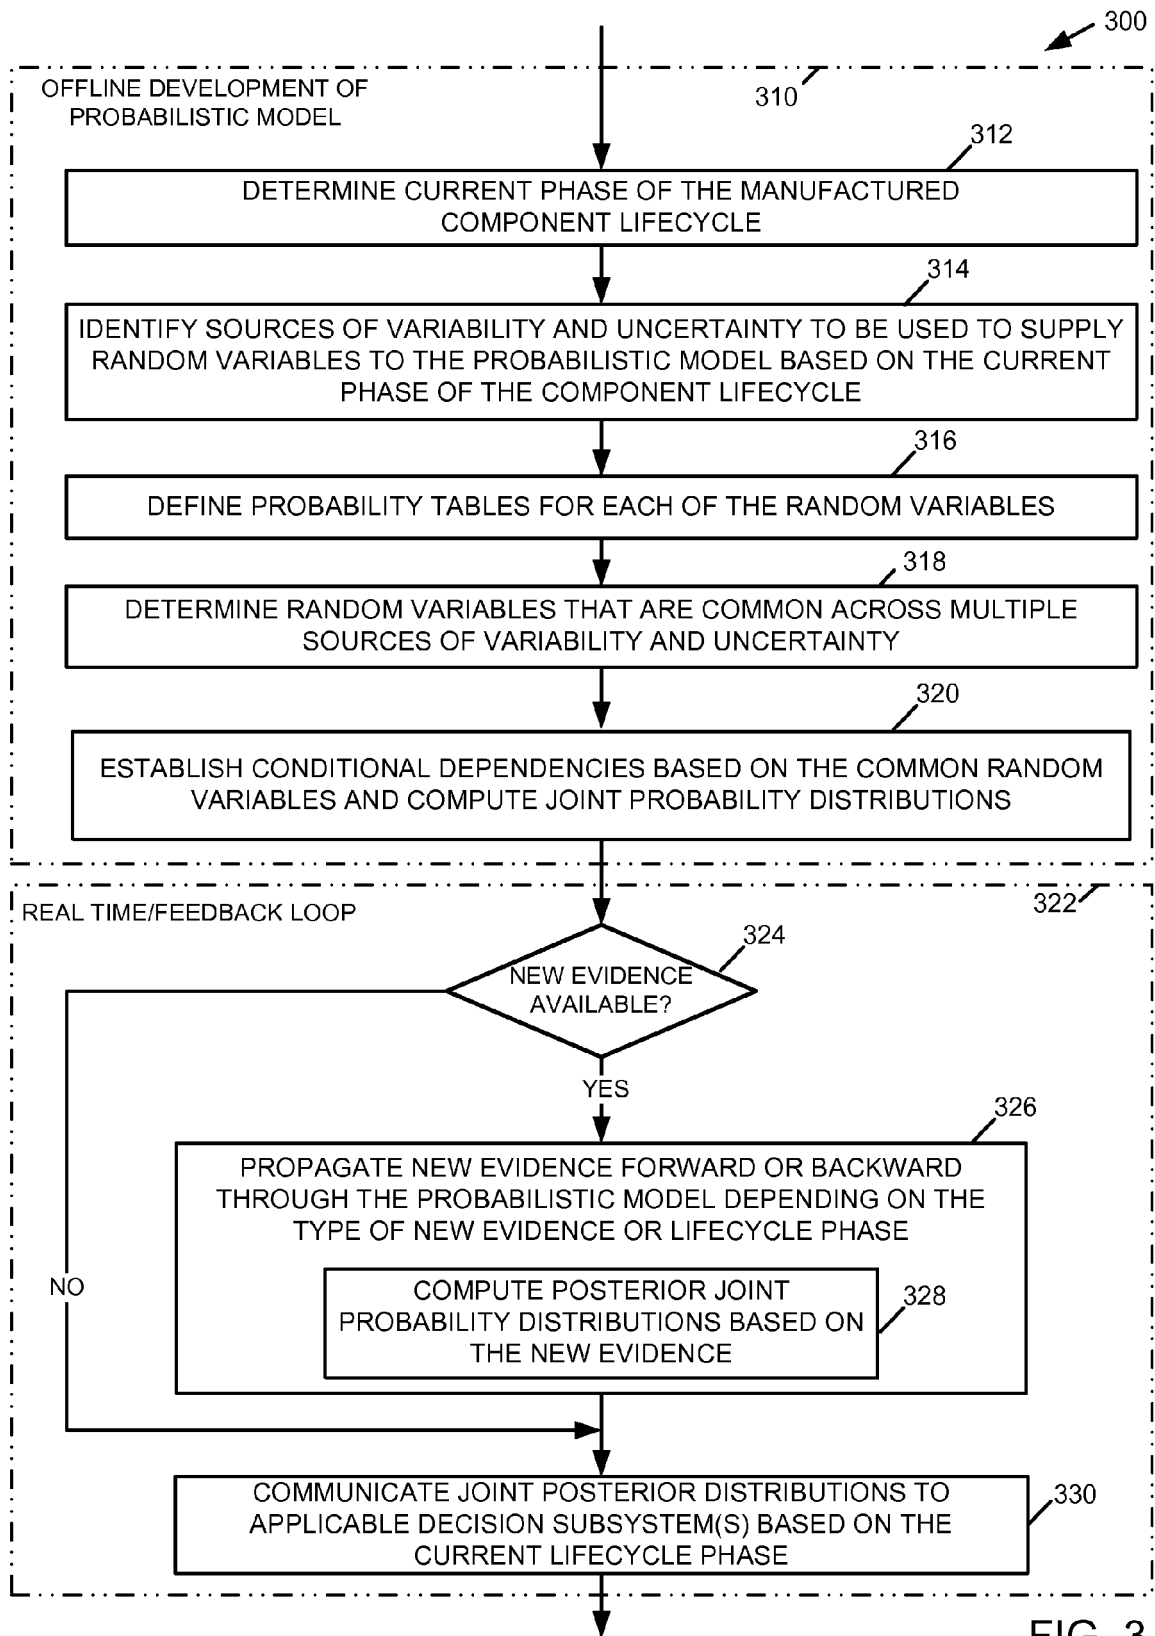 300
OFFLINE DEVELOPMENT OF
PROBABILISTIC MODEL
310
312
DETERMINE CURRENT PHASE OF THE MANUFACTURED
COMPONENT LIFECYCLE
314
IDENTIFY SOURCES OF VARIABILITY AND UNCERTAINTY TO BE USED TO SUPPLY
RANDOM VARIABLES TO THE PROBABILISTIC MODEL BASED ON THE CURRENT
PHASE OF THE COMPONENT LIFECYCLE
316
DEFINE PROBABILITY TABLES FOR EACH OF THE RANDOM VARIABLES
318
DETERMINE RANDOM VARIABLES THAT ARE COMMON ACROSS MULTIPLE
SOURCES OF VARIABILITY AND UNCERTAINTY
320
ESTABLISH CONDITIONAL DEPENDENCIES BASED ON THE COMMON RANDOM
VARIABLES AND COMPUTE JOINT PROBABILITY DISTRIBUTIONS
REAL TIME/FEEDBACK LOOP
322
324
NEW EVIDENCE
AVAILABLE?
YES
326
PROPAGATE NEW EVIDENCE FORWARD OR BACKWARD
THROUGH THE PROBABILISTIC MODEL DEPENDING ON THE
TYPE OF NEW EVIDENCE OR LIFECYCLE PHASE
NO
COMPUTE POSTERIOR JOINT
PROBABILITY DISTRIBUTIONS BASED ON
THE NEW EVIDENCE
328
COMMUNICATE JOINT POSTERIOR DISTRIBUTIONS TO
APPLICABLE DECISION SUBSYSTEM(S) BASED ON THE
CURRENT LIFECYCLE PHASE
330
FIG. 3